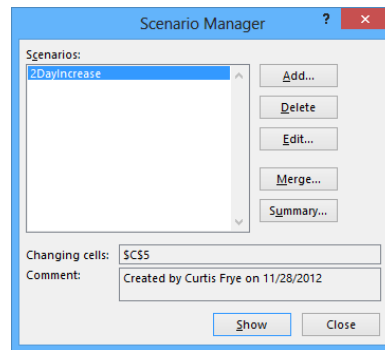 Scenario Manager ? ×
Scenarios:
2DayIncrease
Add...
Delete
Edit...
Merge...
Summary...
Changing cells: $C$5
Comment: Created by Curtis Frye on 11/28/2012
Show Close